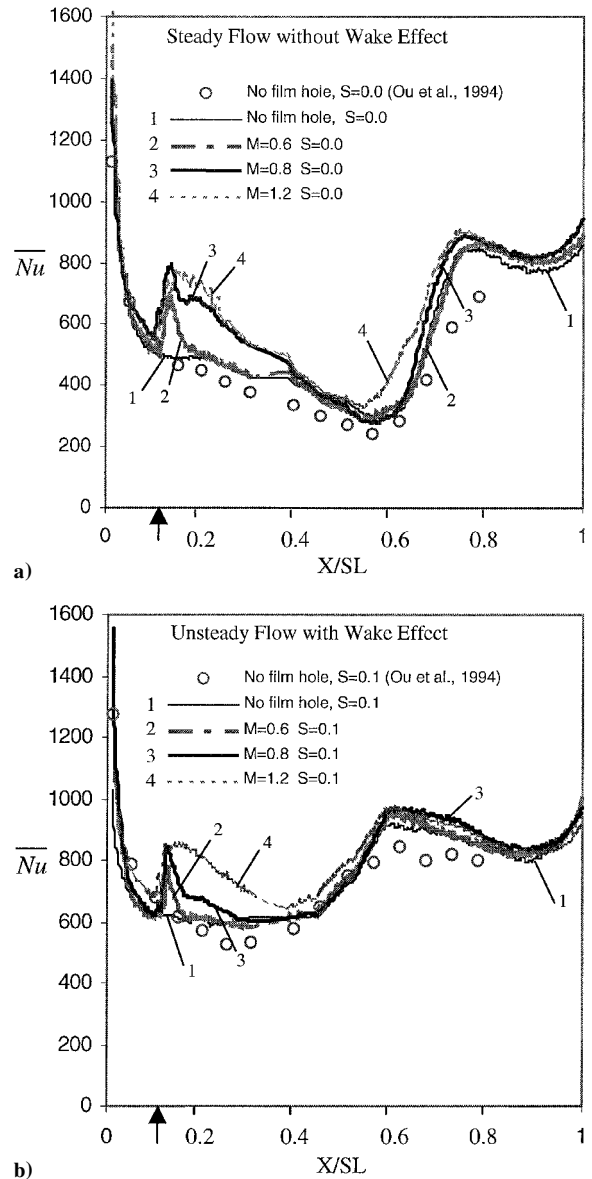 1600
Steady Flow without Wake Effect
1400
No film hole, S=0.0 (Ou et al., 1994)
1 No film hole, S=0.0
1200
2 M=0.6 S=0.0
3 M=0.8 S=0.0
1000
4 M=1.2 S=0.0
Nu
800
3
4
600
4
3
1
400
1
2
2
200
0
0
0.2
0.4
0.6
0.8
1
X/SL
a)
1600
Unsteady Flow with Wake Effect
1400
No film hole, S=0.1 (Ou et al., 1994)
1 No film hole, S=0.1
1200
2 M=0.6 S=0.1
3 M=0.8 S=0.1
4 M=1.2 S=0.1
1000
3
Nu
2
800
4
600
1
3
1
400
200
0
0
0.2
0.4
0.6
0.8
1
X/SL
b)